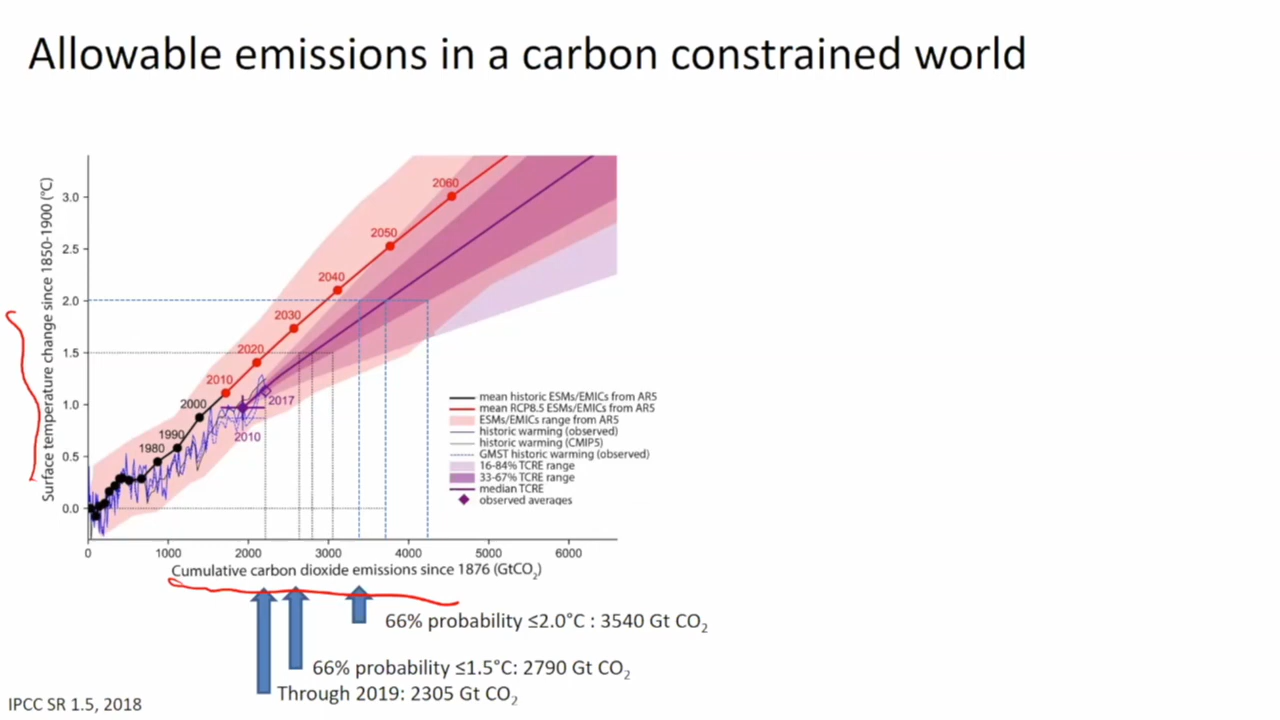 Allowable emissions in a carbon constrained world
Surface temperature change since 1850-1900 (°C)
3.0
2.5
2.0
1.5
1.0
0.5
0.0
2060
2050
2040
2030
2020
2010
2000
1990
1980
2017
2010
mean historic ESMs/EMICs from AR5
mean RCP8.5 ESMs/EMICs from AR5
ESMs/EMICs range from AR5
historic warming (observed)
historic warming (CMIP5)
GMST historic warming (observed)
16-84% TCRE range
33-67% TCRE range
median TCRE
observed averages
0 1000 2000 3000 4000 5000 6000
Cumulative carbon dioxide emissions since 1876 (GtCO₂)
66% probability ≤2.0°C : 3540 Gt CO₂
66% probability ≤1.5°C: 2790 Gt CO₂
Through 2019: 2305 Gt CO₂
IPCC SR 1.5, 2018